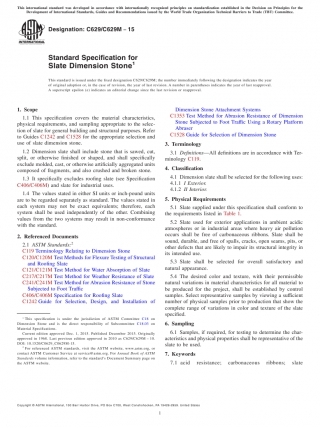 This international standard was developed in accordance with internationally recognized principles on standardization established in the Decision on Principles for the
Development of International Standards, Guides and Recommendations issued by the World Trade Organization Technical Barriers to Trade (TBT) Committee.
Designation: C629/C629M – 15
INTERNATIONAL
Standard Specification for
Slate Dimension Stone¹
This standard is issued under the fixed designation C629/C629M; the number immediately following the designation indicates the year
of original adoption or, in the case of revision, the year of last revision. A number in parentheses indicates the year of last reapproval.
A superscript epsilon (ε) indicates an editorial change since the last revision or reapproval.
1. Scope
1.1 This specification covers the material characteristics,
physical requirements, and sampling appropriate to the selec-
tion of slate for general building and structural purposes. Refer
to Guides C1242 and C1528 for the appropriate selection and
use of slate dimension stone.
1.2 Dimension slate shall include stone that is sawed, cut,
split, or otherwise finished or shaped, and shall specifically
exclude molded, cast, or otherwise artificially aggregated units
composed of fragments, and also crushed and broken stone.
1.3 It specifically excludes roofing slate (see Specification
C406/C406M) and slate for industrial uses.
1.4 The values stated in either SI units or inch-pound units
are to be regarded separately as standard. The values stated in
each system may not be exact equivalents; therefore, each
system shall be used independently of the other. Combining
values from the two systems may result in non-conformance
with the standard.
2. Referenced Documents
2.1 ASTM Standards:²
C119 Terminology Relating to Dimension Stone
C120/C120M Test Methods for Flexure Testing of Structural
and Roofing Slate
C121/C121M Test Method for Water Absorption of Slate
C217/C217M Test Method for Weather Resistance of Slate
C241/C241M Test Method for Abrasion Resistance of Stone
Subjected to Foot Traffic
C406/C406M Specification for Roofing Slate
C1242 Guide for Selection, Design, and Installation of
¹ This specification is under the jurisdiction of ASTM Committee C18 on
Dimension Stone and is the direct responsibility of Subcommittee C18.03 on
Material Specifications.
Current edition approved Dec. 1, 2015. Published December 2015. Originally
approved in 1968. Last previous edition approved in 2010 as C629/C629M – 10.
DOI: 10.1520/C0629_C0629M-15.
² For referenced ASTM standards, visit the ASTM website, www.astm.org, or
contact ASTM Customer Service at service@astm.org. For Annual Book of ASTM
Standards volume information, refer to the standard's Document Summary page on
the ASTM website.
Dimension Stone Attachment Systems
C1353 Test Method for Abrasion Resistance of Dimension
Stone Subjected to Foot Traffic Using a Rotary Platform
Abraser
C1528 Guide for Selection of Dimension Stone
3. Terminology
3.1 Definitions—All definitions are in accordance with Ter-
minology C119.
4. Classification
4.1 Dimension slate shall be selected for the following uses:
4.1.1 I Exterior.
4.1.2 II Interior.
5. Physical Requirements
5.1 Slate supplied under this specification shall conform to
the requirements listed in Table 1.
5.2 Slate used for exterior applications in ambient acidic
atmospheres or in industrial areas where heavy air pollution
occurs shall be free of carbonaceous ribbons. Slate shall be
sound, durable, and free of spalls, cracks, open seams, pits, or
other defects that are likely to impair its structural integrity in
its intended use.
5.3 Slate shall be selected for overall satisfactory and
natural appearance.
5.4 The desired color and texture, with their permissible
natural variations in material characteristics for all material to
be produced for the project, shall be established by control
samples. Select representative samples by viewing a sufficient
number of physical samples prior to production that show the
complete range of variations in color and texture of the slate
specified.
6. Sampling
6.1 Samples, if required, for testing to determine the char-
acteristics and physical properties shall be representative of the
slate to be used.
7. Keywords
7.1 acid resistance; carbonaceous ribbons; slate
Copyright © ASTM International, 100 Barr Harbor Drive, PO Box C700, West Conshohocken, PA 19428-2959. United States
1